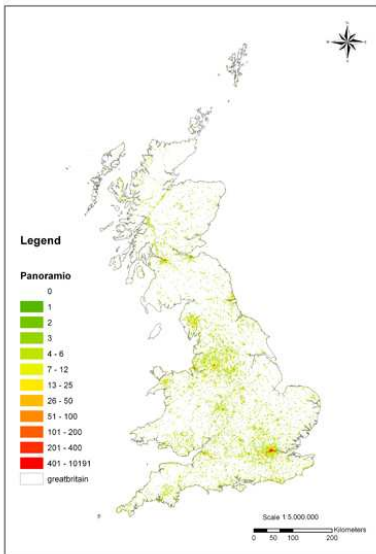 N
Legend
Panoramio
0
1
2
3
4 - 6
7 - 12
13 - 25
26 - 50
51 - 100
101 - 200
201 - 400
401 - 10191
greatbritain
Scale 1:5.000.000
Kilometers
0 50 100 200